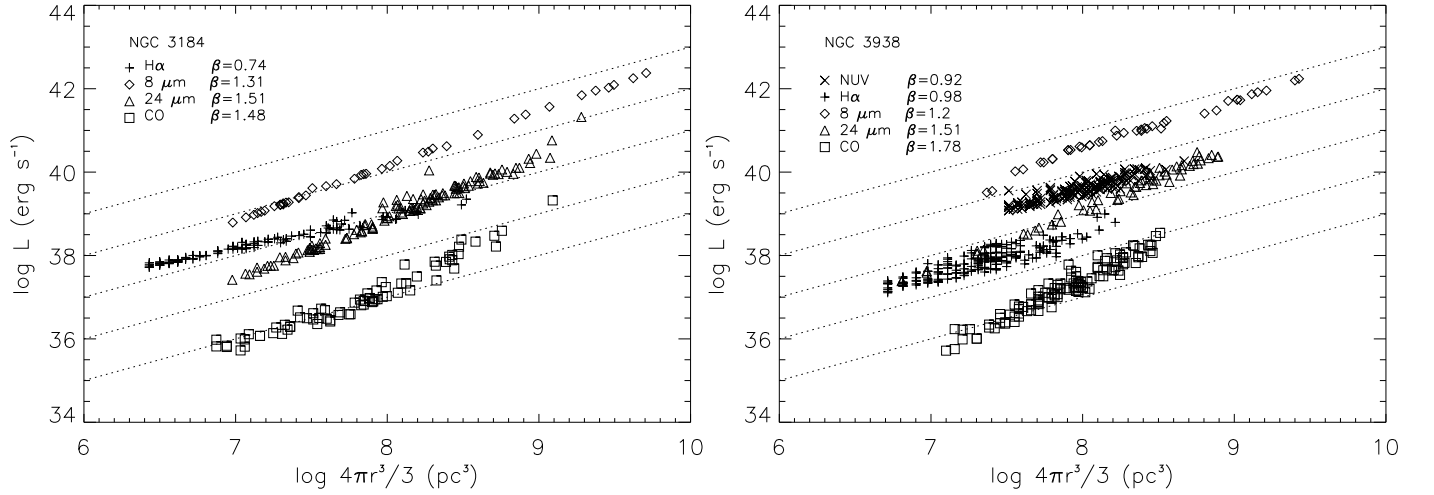 NGC 3184
Hα β=0.74
8 μm β=1.31
24 μm β=1.51
CO β=1.48
44
42
40
38
36
34
6 7 8 9 10
log L (erg s⁻¹)
log 4πr³/3 (pc³)
NGC 3938
NUV β=0.92
Hα β=0.98
8 μm β=1.2
24 μm β=1.51
CO β=1.78
44
42
40
38
36
34
6 7 8 9 10
log L (erg s⁻¹)
log 4πr³/3 (pc³)